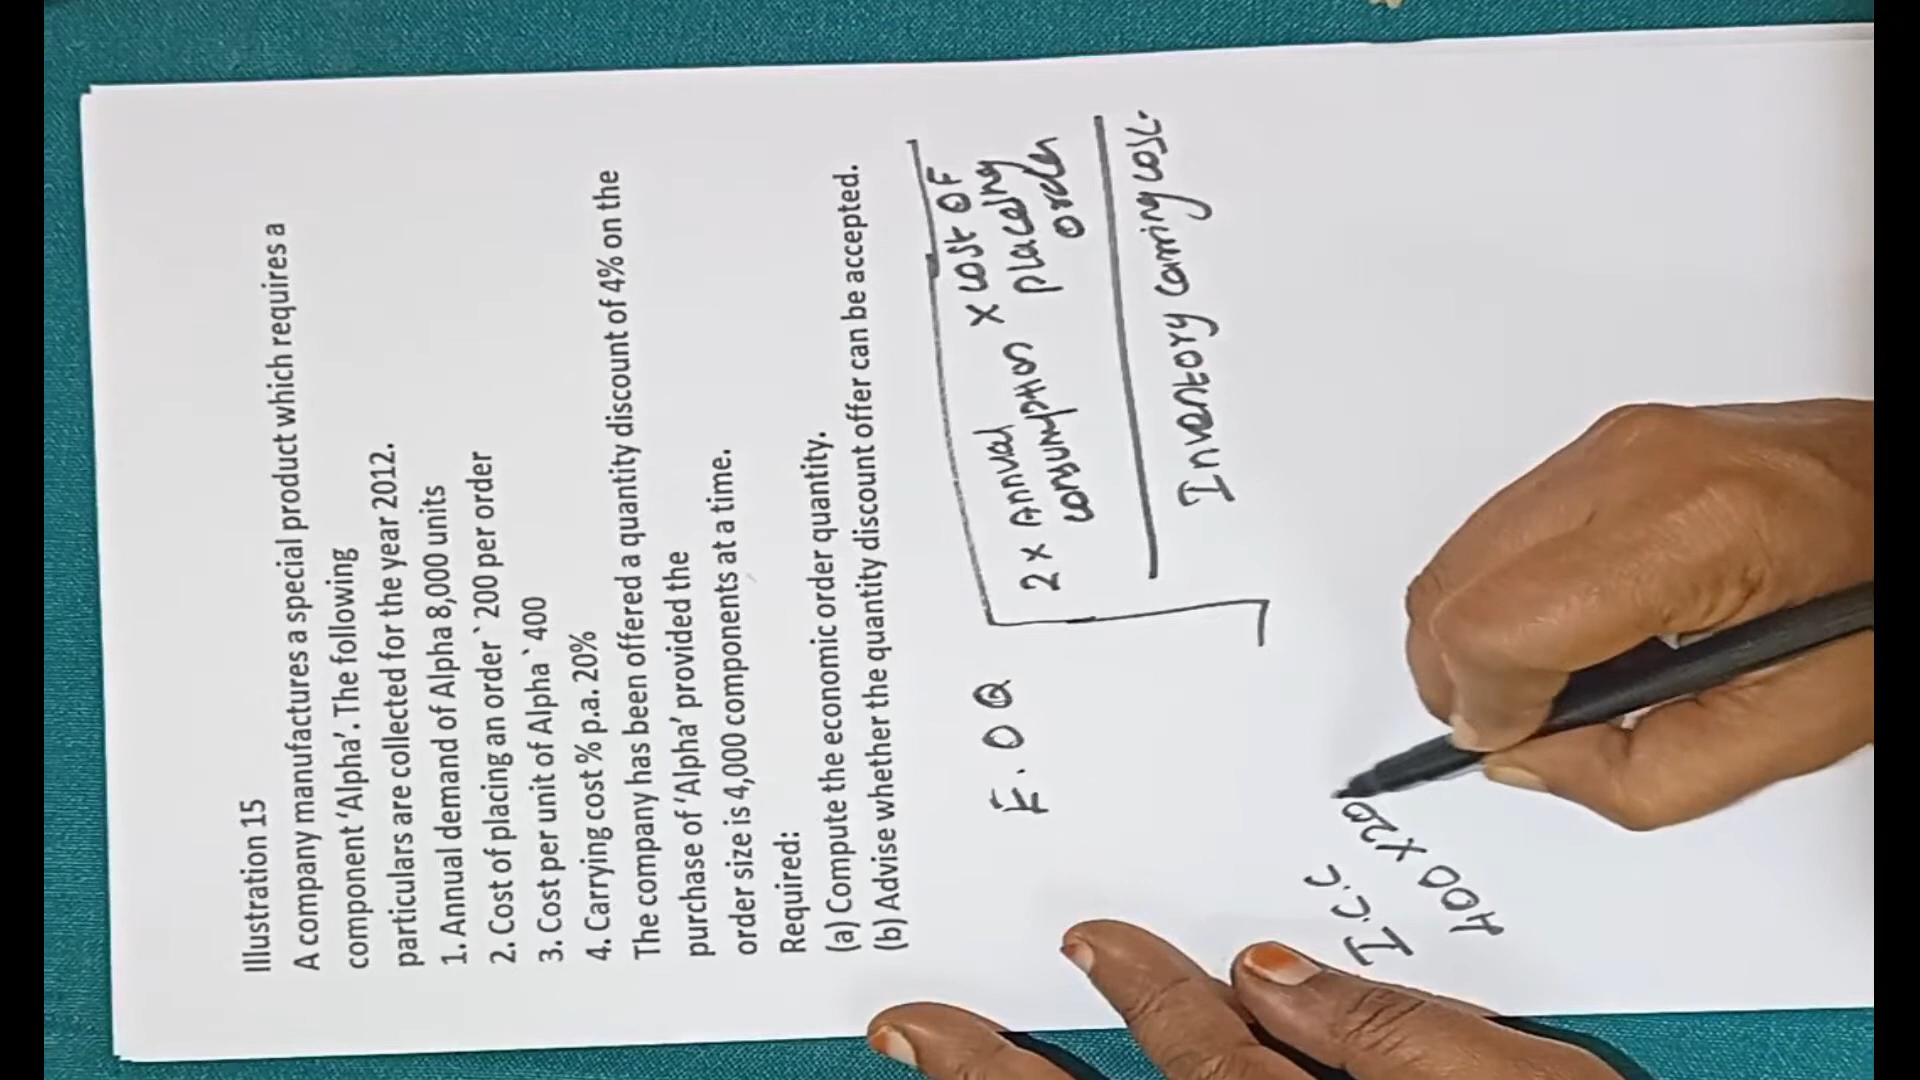 Illustration 15
A company manufactures a special product which requires a
component ‘Alpha’. The following
particulars are collected for the year 2012.
1. Annual demand of Alpha 8,000 units
2. Cost of placing an order ` 200 per order
3. Cost per unit of Alpha ` 400
4. Carrying cost % p.a. 20%
The company has been offered a quantity discount of 4% on the
purchase of ‘Alpha’ provided the
order size is 4,000 components at a time.
Required:
(a) Compute the economic order quantity.
(b) Advise whether the quantity discount offer can be accepted.
E.OQ
2 x Annual x cost of
consumption placing
order
Inventory carring cost.
I.C.C
400 x 20